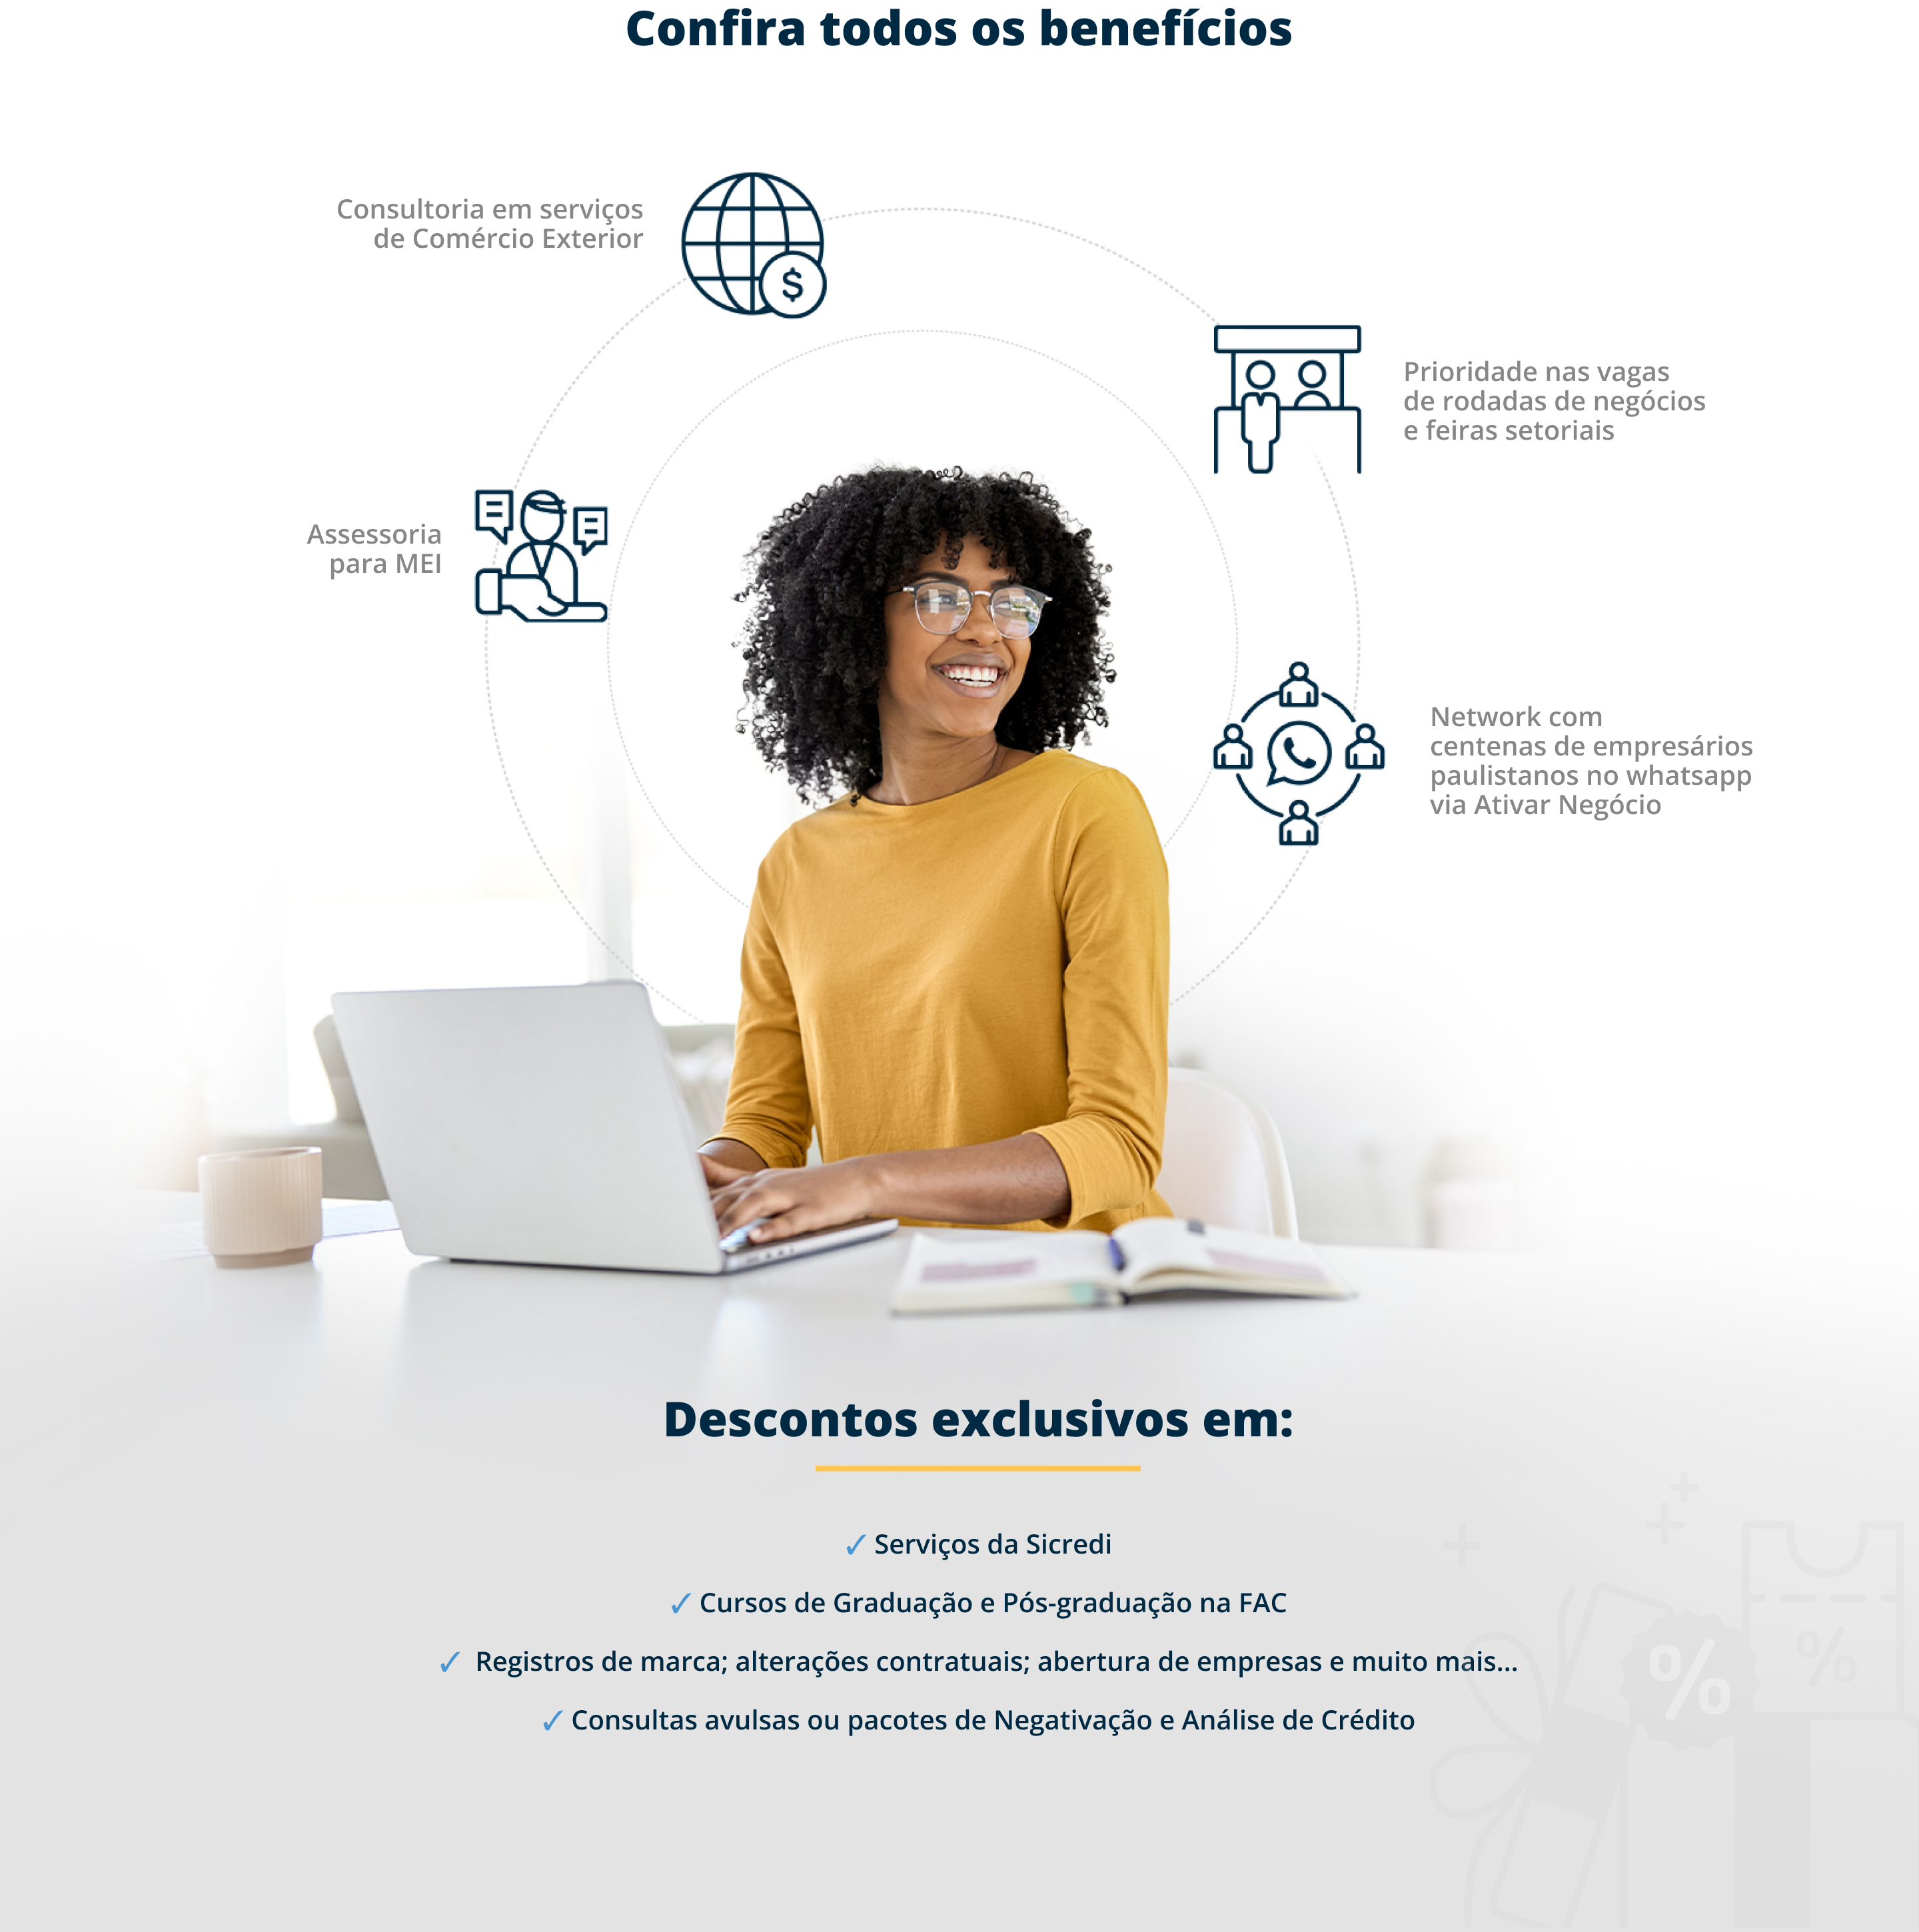 Confira todos os benefícios
Consultoria em serviços
de Comércio Exterior
$
Prioridade nas vagas
de rodadas de negócios
e feiras setoriais
Assessoria
para MEI
Network com
centenas de empresários
paulistanos no whatsapp
via Ativar Negócio
Descontos exclusivos em:
✓ Serviços da Sicredi
✓ Cursos de Graduação e Pós-graduação na FAC
✓ Registros de marca; alterações contratuais; abertura de empresas e muito mais...
✓ Consultas avulsas ou pacotes de Negativação e Análise de Crédito
%
%